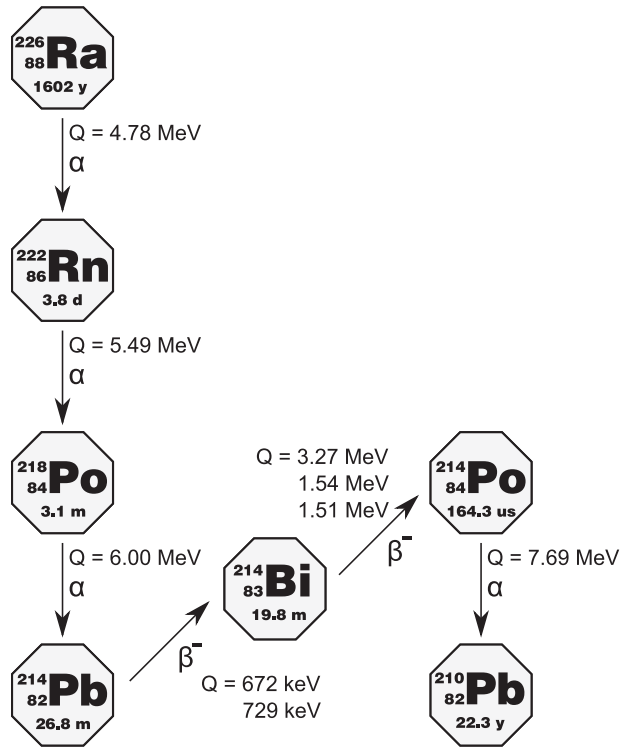 226
88 Ra
1602 y
Q = 4.78 MeV
α
222
86 Rn
3.8 d
Q = 5.49 MeV
α
218
84 Po
3.1 m
Q = 3.27 MeV
1.54 MeV
1.51 MeV
β-
214
84 Po
164.3 us
Q = 6.00 MeV
α
214
83 Bi
19.8 m
Q = 7.69 MeV
α
214
82 Pb
26.8 m
β-
Q = 672 keV
729 keV
210
82 Pb
22.3 y